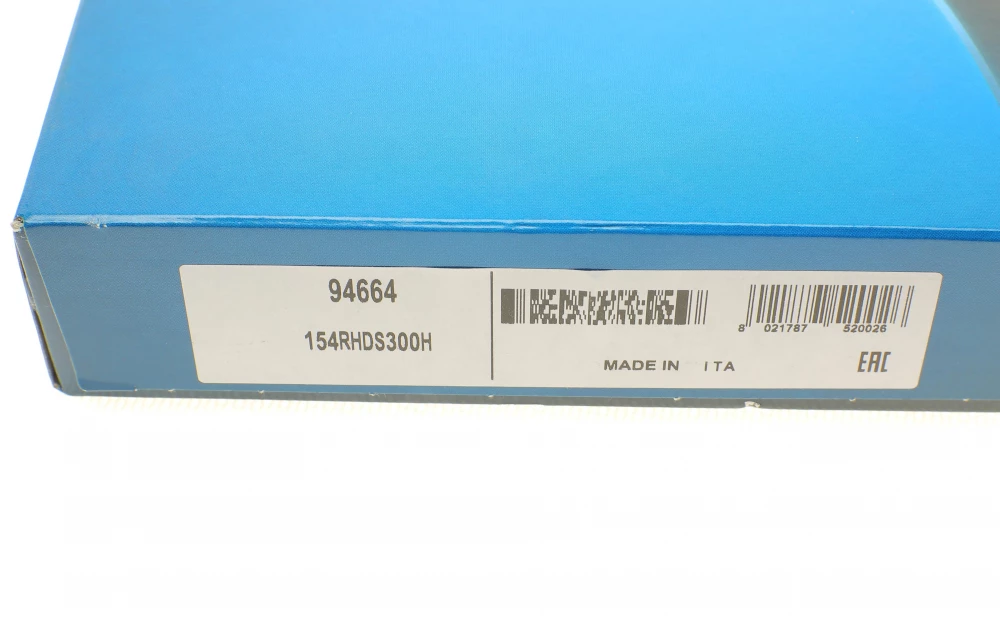 94664
154RHDS300H
8 021787 520026
MADE IN ITA
EAC